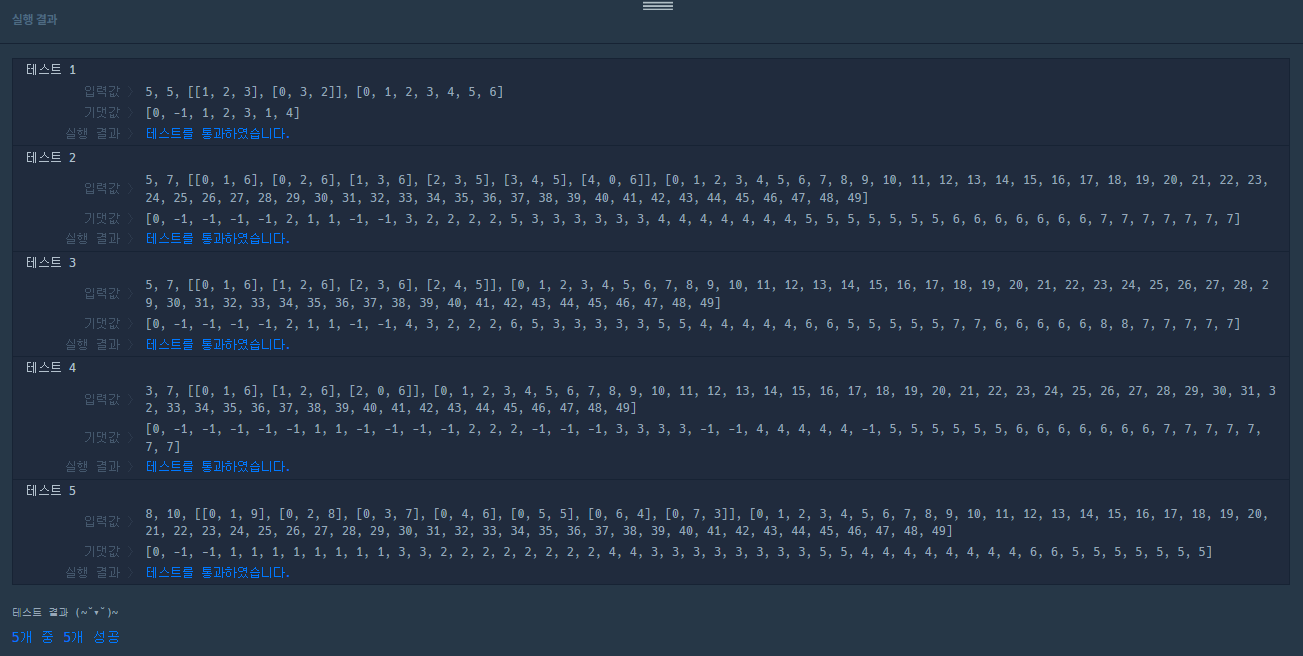 실행 결과
테스트 1
입력값 〉 5, 5, [[1, 2, 3], [0, 3, 2]], [0, 1, 2, 3, 4, 5, 6]
기댓값 〉 [0, -1, 1, 2, 3, 1, 4]
실행 결과 〉 테스트를 통과하였습니다.
테스트 2
입력값 〉 5, 7, [[0, 1, 6], [0, 2, 6], [1, 3, 6], [2, 3, 5], [3, 4, 5], [4, 0, 6]], [0, 1, 2, 3, 4, 5, 6, 7, 8, 9, 10, 11, 12, 13, 14, 15, 16, 17, 18, 19, 20, 21, 22, 23,
24, 25, 26, 27, 28, 29, 30, 31, 32, 33, 34, 35, 36, 37, 38, 39, 40, 41, 42, 43, 44, 45, 46, 47, 48, 49]
기댓값 〉 [0, -1, -1, -1, -1, 2, 1, 1, -1, -1, 3, 2, 2, 2, 2, 5, 3, 3, 3, 3, 3, 3, 4, 4, 4, 4, 4, 4, 4, 5, 5, 5, 5, 5, 5, 5, 6, 6, 6, 6, 6, 6, 6, 7, 7, 7, 7, 7, 7, 7]
실행 결과 〉 테스트를 통과하였습니다.
테스트 3
입력값 〉 5, 7, [[0, 1, 6], [1, 2, 6], [2, 3, 6], [2, 4, 5]], [0, 1, 2, 3, 4, 5, 6, 7, 8, 9, 10, 11, 12, 13, 14, 15, 16, 17, 18, 19, 20, 21, 22, 23, 24, 25, 26, 27, 28, 2
9, 30, 31, 32, 33, 34, 35, 36, 37, 38, 39, 40, 41, 42, 43, 44, 45, 46, 47, 48, 49]
기댓값 〉 [0, -1, -1, -1, -1, 2, 1, 1, -1, -1, 4, 3, 2, 2, 2, 6, 5, 3, 3, 3, 3, 3, 5, 5, 4, 4, 4, 4, 4, 6, 6, 5, 5, 5, 5, 5, 7, 7, 6, 6, 6, 6, 6, 8, 8, 7, 7, 7, 7, 7]
실행 결과 〉 테스트를 통과하였습니다.
테스트 4
입력값 〉 3, 7, [[0, 1, 6], [1, 2, 6], [2, 0, 6]], [0, 1, 2, 3, 4, 5, 6, 7, 8, 9, 10, 11, 12, 13, 14, 15, 16, 17, 18, 19, 20, 21, 22, 23, 24, 25, 26, 27, 28, 29, 30, 31, 3
2, 33, 34, 35, 36, 37, 38, 39, 40, 41, 42, 43, 44, 45, 46, 47, 48, 49]
기댓값 〉 [0, -1, -1, -1, -1, -1, 1, 1, -1, -1, -1, -1, 2, 2, 2, -1, -1, -1, 3, 3, 3, 3, -1, -1, 4, 4, 4, 4, 4, -1, 5, 5, 5, 5, 5, 5, 6, 6, 6, 6, 6, 6, 6, 7, 7, 7, 7, 7,
7, 7]
실행 결과 〉 테스트를 통과하였습니다.
테스트 5
입력값 〉 8, 10, [[0, 1, 9], [0, 2, 8], [0, 3, 7], [0, 4, 6], [0, 5, 5], [0, 6, 4], [0, 7, 3]], [0, 1, 2, 3, 4, 5, 6, 7, 8, 9, 10, 11, 12, 13, 14, 15, 16, 17, 18, 19, 20,
21, 22, 23, 24, 25, 26, 27, 28, 29, 30, 31, 32, 33, 34, 35, 36, 37, 38, 39, 40, 41, 42, 43, 44, 45, 46, 47, 48, 49]
기댓값 〉 [0, -1, -1, 1, 1, 1, 1, 1, 1, 1, 1, 3, 3, 2, 2, 2, 2, 2, 2, 2, 2, 4, 4, 3, 3, 3, 3, 3, 3, 3, 3, 5, 5, 4, 4, 4, 4, 4, 4, 4, 4, 6, 6, 5, 5, 5, 5, 5, 5, 5]
실행 결과 〉 테스트를 통과하였습니다.
테스트 결과 (~˘▾˘)~
5개 중 5개 성공